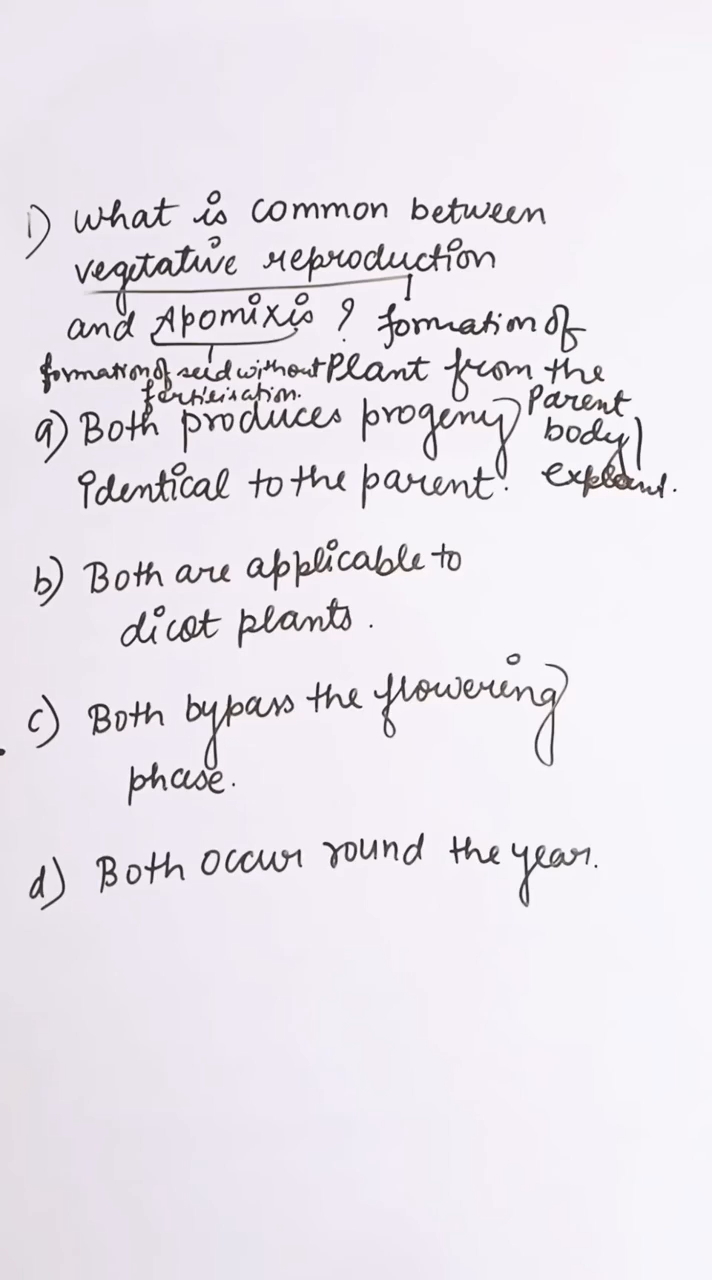 1) What is common between
vegetative reproduction
and Apomixis ? formation of
formation of seed without Plant from the
fertilisation. Parent
a) Both produces progeny body/
identical to the parent. explant.
b) Both are applicable to
dicot plants.
c) Both bypass the flowering
phase.
d) Both occur round the year.